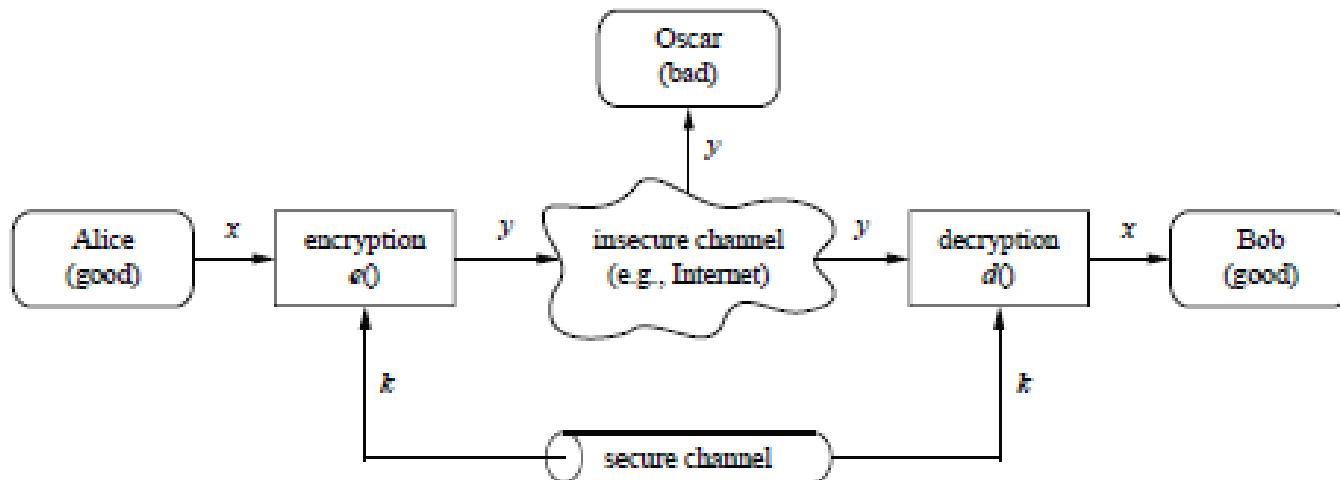 Oscar
(bad)
y
Alice
(good)
x
encryption
e()
y
insecure channel
(e.g., Internet)
y
decryption
d()
x
Bob
(good)
k
k
secure channel